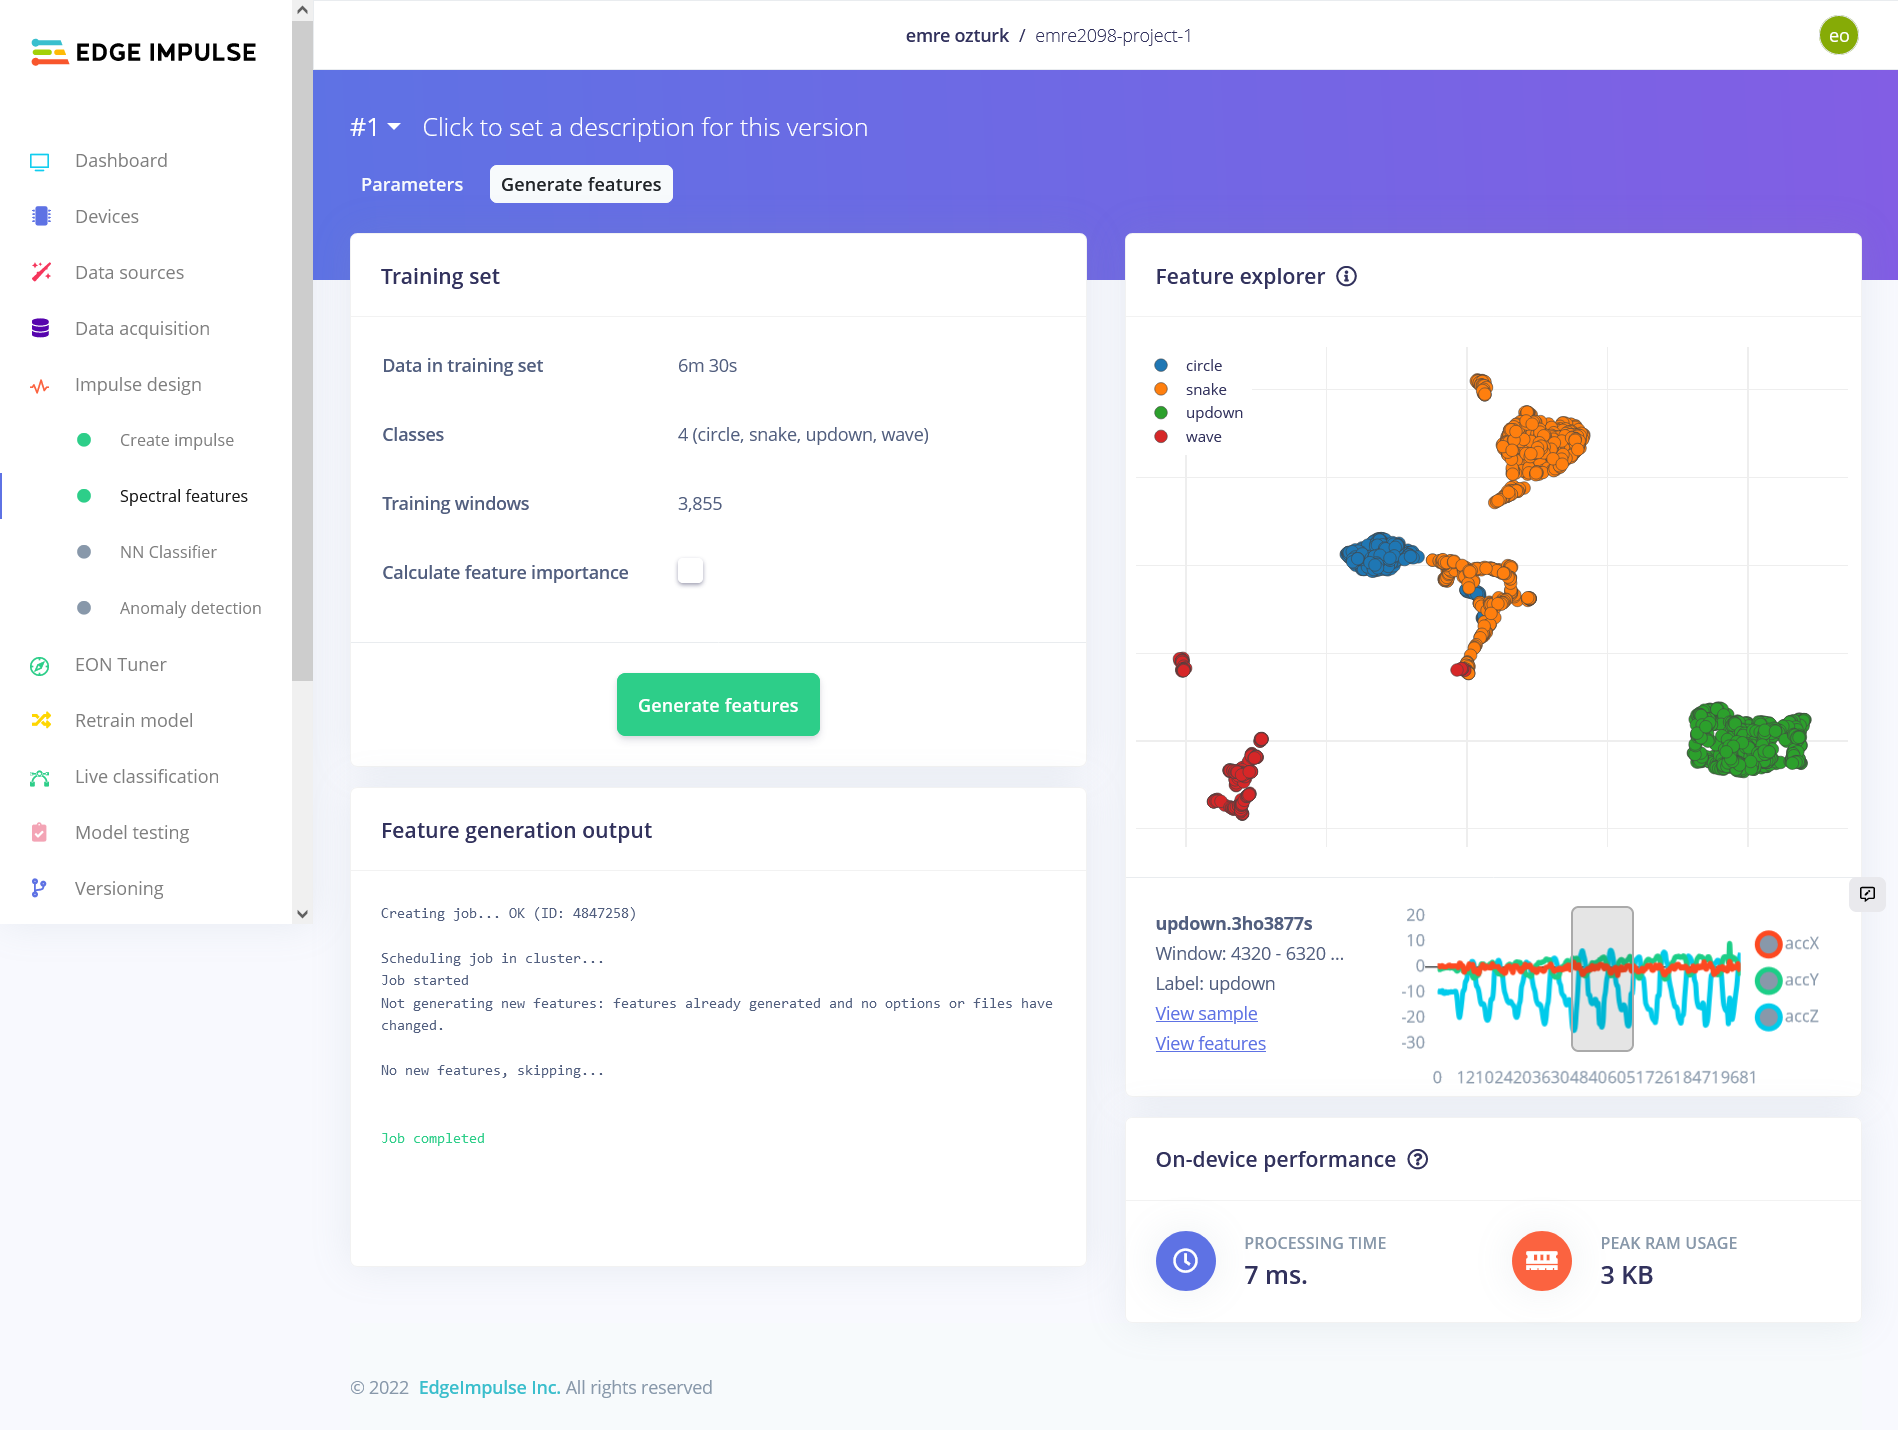 EDGE IMPULSE
Dashboard
Devices
Data sources
Data acquisition
Impulse design
Create impulse
Spectral features
NN Classifier
Anomaly detection
EON Tuner
Retrain model
Live classification
Model testing
Versioning
emre ozturk / emre2098-project-1
eo
#1 Click to set a description for this version
Parameters
Generate features
Training set
Data in training set 6m 30s
Classes 4 (circle, snake, updown, wave)
Training windows 3,855
Calculate feature importance
Generate features
Feature generation output
Creating job... OK (ID: 4847258)
Scheduling job in cluster...
Job started
Not generating new features: features already generated and no options or files have
changed.
No new features, skipping...
Job completed
Feature explorer
circle
snake
updown
wave
updown.3ho3877s
Window: 4320 - 6320 ...
Label: updown
View sample
View features
20
10
0
-10
-20
-30
0 12102420363048406051726184719681
accX
accY
accZ
On-device performance
PROCESSING TIME
7 ms.
PEAK RAM USAGE
3 KB
© 2022 EdgeImpulse Inc. All rights reserved